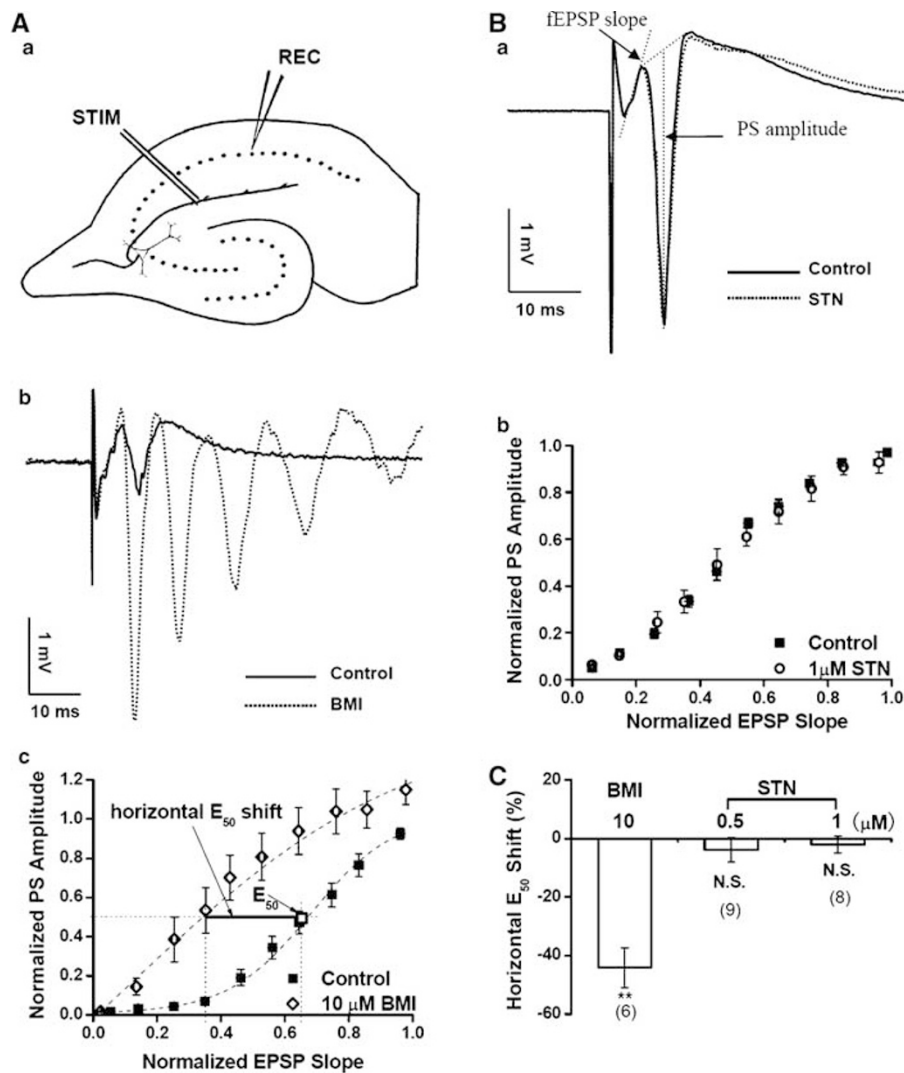 A
a
REC
STIM
b
1 mV
10 ms
Control
BMI
c
Normalized PS Amplitude
1.2
1.0
0.8
0.6
0.4
0.2
0.0
horizontal E50 shift
E50
Control
10 μM BMI
0.0 0.2 0.4 0.6 0.8 1.0
Normalized EPSP Slope
B
a
fEPSP slope
PS amplitude
1 mV
10 ms
Control
STN
b
Normalized PS Amplitude
1.0
0.8
0.6
0.4
0.2
0.0
Control
1μM STN
0.0 0.2 0.4 0.6 0.8 1.0
Normalized EPSP Slope
C
Horizontal E50 Shift (%)
20
0
-20
-40
-60
BMI
STN
10 0.5 1 (μM)
N.S. N.S.
(9) (8)
**
(6)